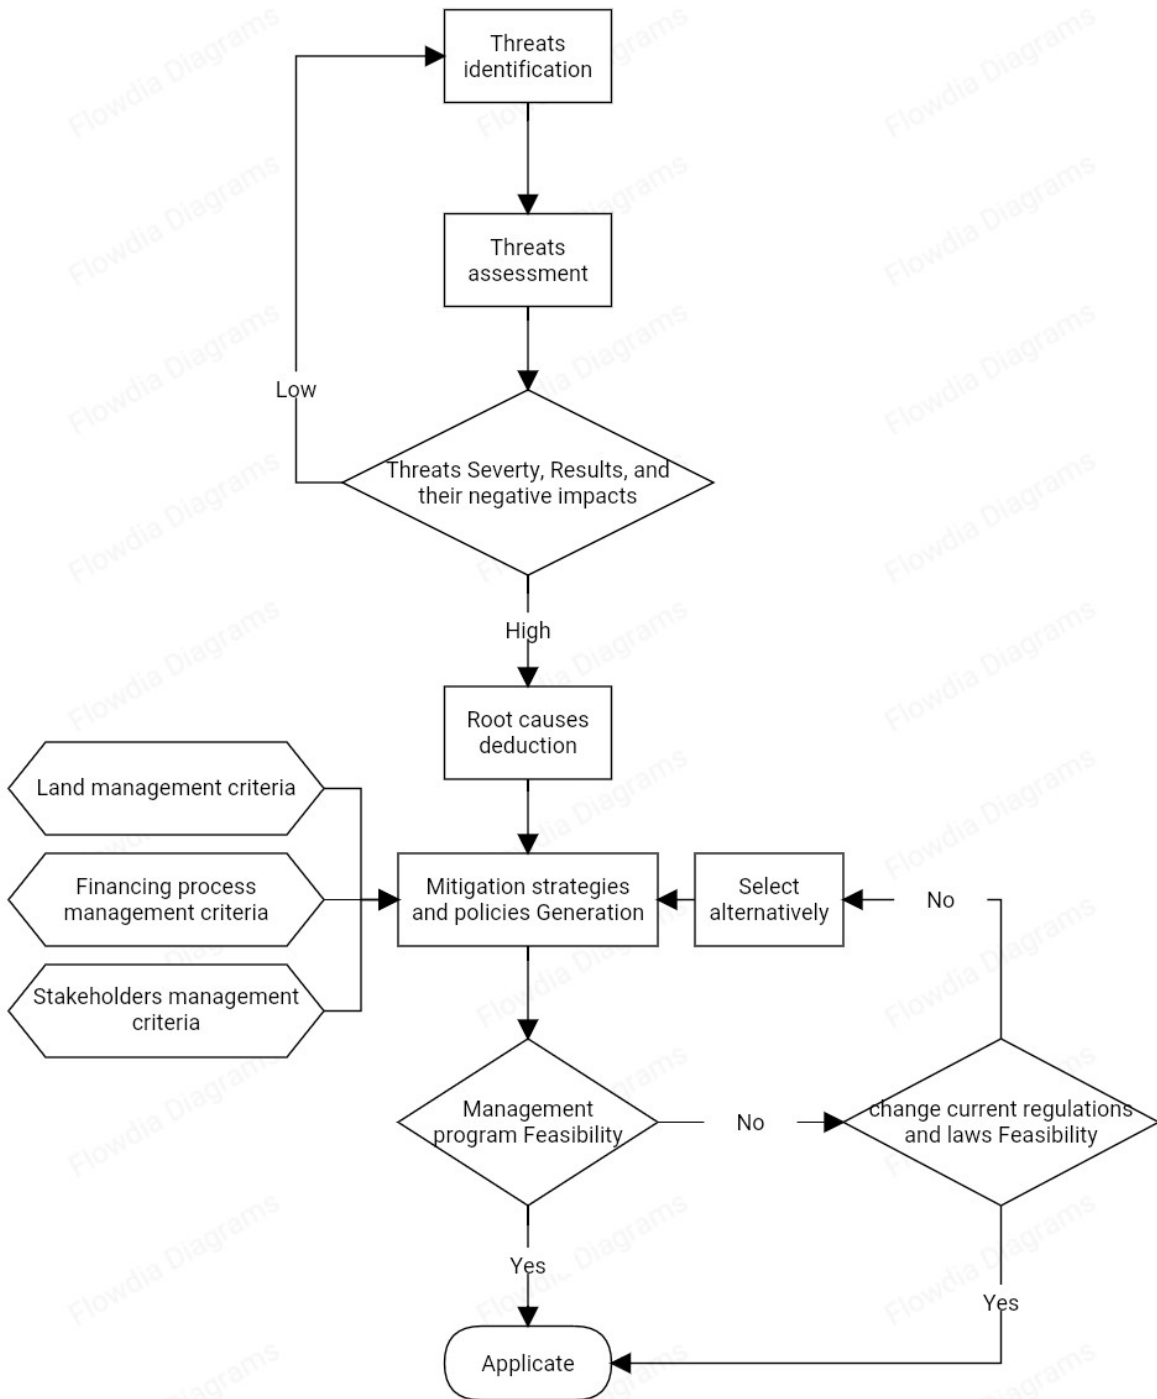 Threats
identification
Threats
assessment
Low
Threats Severty, Results, and
their negative impacts
High
Root causes
deduction
Land management criteria
Financing process
management criteria
Stakeholders management
criteria
Mitigation strategies
and policies Generation
Select
alternatively
No
Management
program Feasibility
No
change current regulations
and laws Feasibility
Yes
Yes
Applicate
Flowdia Diagrams